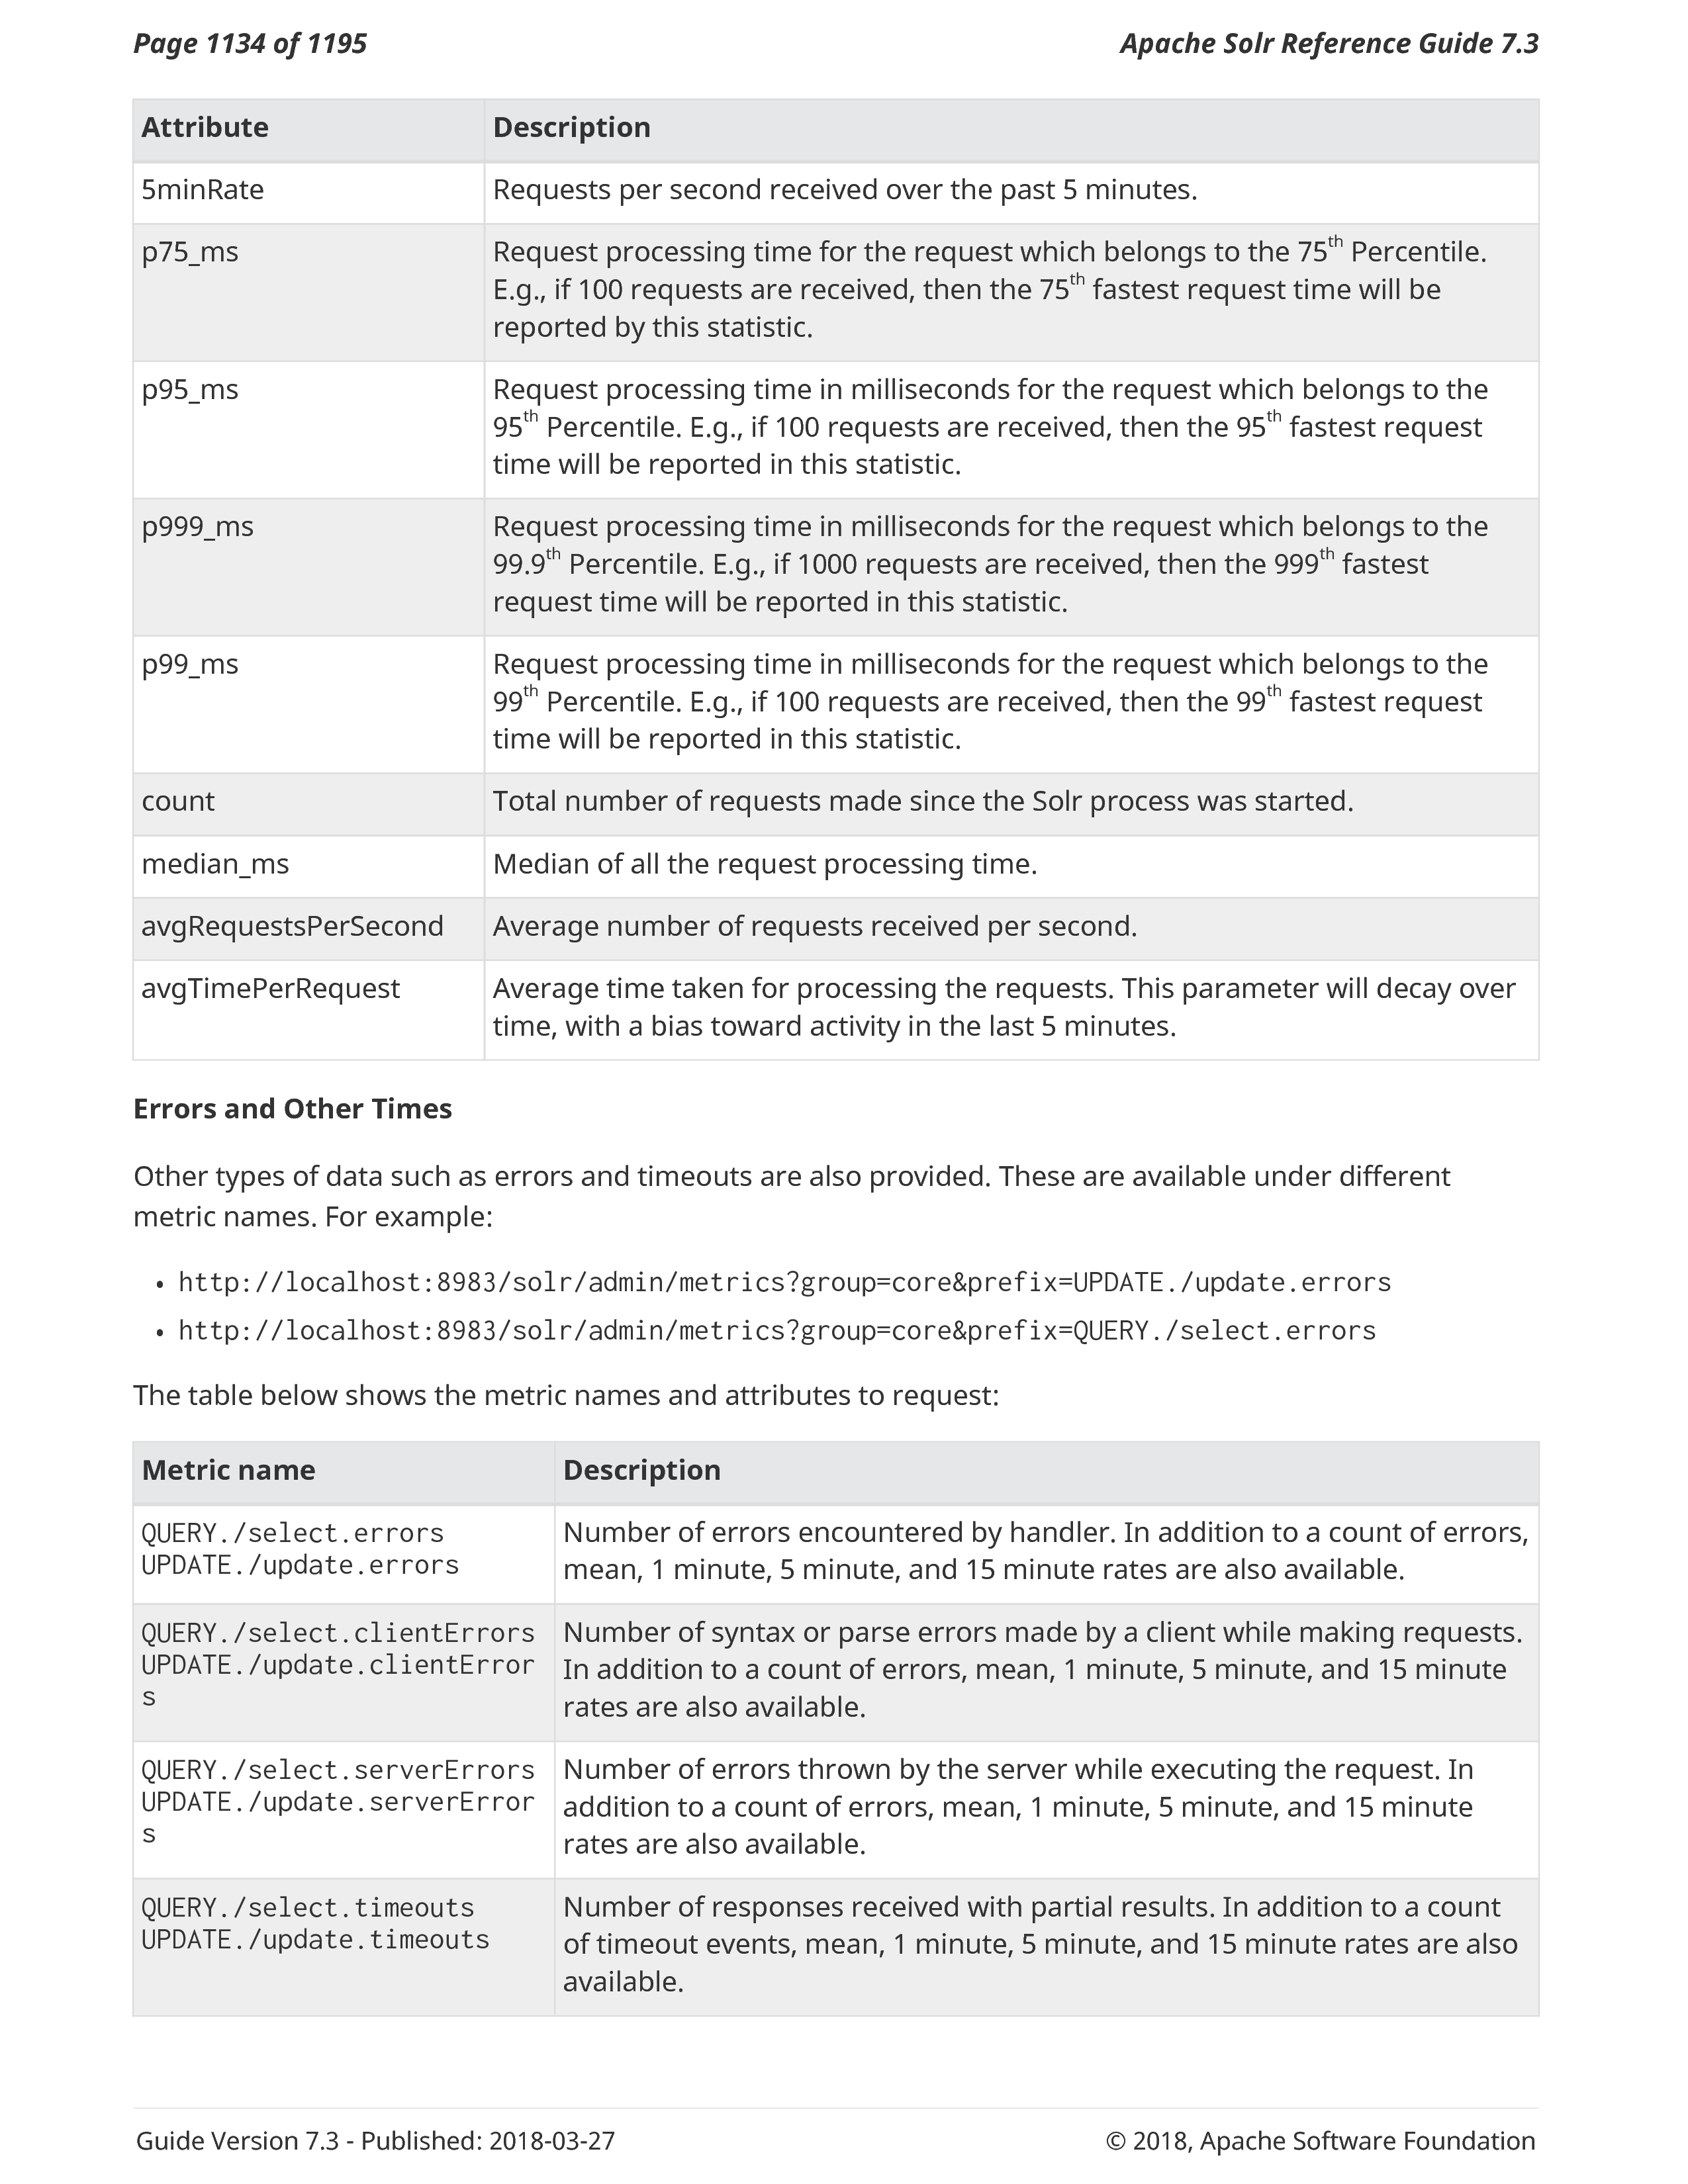 Page 1134 of 1195
Apache Solr Reference Guide 7.3
Attribute
Description
5minRate
Requests per second received over the past 5 minutes.
p75_ms
Request processing time for the request which belongs to the 75th Percentile.
E.g., if 100 requests are received, then the 75th fastest request time will be
reported by this statistic.
p95_ms
Request processing time in milliseconds for the request which belongs to the
95th Percentile. E.g., if 100 requests are received, then the 95th fastest request
time will be reported in this statistic.
p999_ms
Request processing time in milliseconds for the request which belongs to the
99.9th Percentile. E.g., if 1000 requests are received, then the 999th fastest
request time will be reported in this statistic.
p99_ms
Request processing time in milliseconds for the request which belongs to the
99th Percentile. E.g., if 100 requests are received, then the 99th fastest request
time will be reported in this statistic.
count
Total number of requests made since the Solr process was started.
median_ms
Median of all the request processing time.
avgRequestsPerSecond
Average number of requests received per second.
avgTimePerRequest
Average time taken for processing the requests. This parameter will decay over
time, with a bias toward activity in the last 5 minutes.
Errors and Other Times
Other types of data such as errors and timeouts are also provided. These are available under different
metric names. For example:
• http://localhost:8983/solr/admin/metrics?group=core&prefix=UPDATE./update.errors
• http://localhost:8983/solr/admin/metrics?group=core&prefix=QUERY./select.errors
The table below shows the metric names and attributes to request:
Metric name
Description
QUERY./select.errors
UPDATE./update.errors
Number of errors encountered by handler. In addition to a count of errors,
mean, 1 minute, 5 minute, and 15 minute rates are also available.
QUERY./select.clientErrors
UPDATE./update.clientError
s
Number of syntax or parse errors made by a client while making requests.
In addition to a count of errors, mean, 1 minute, 5 minute, and 15 minute
rates are also available.
QUERY./select.serverErrors
UPDATE./update.serverError
s
Number of errors thrown by the server while executing the request. In
addition to a count of errors, mean, 1 minute, 5 minute, and 15 minute
rates are also available.
QUERY./select.timeouts
UPDATE./update.timeouts
Number of responses received with partial results. In addition to a count
of timeout events, mean, 1 minute, 5 minute, and 15 minute rates are also
available.
Guide Version 7.3 - Published: 2018-03-27
© 2018, Apache Software Foundation